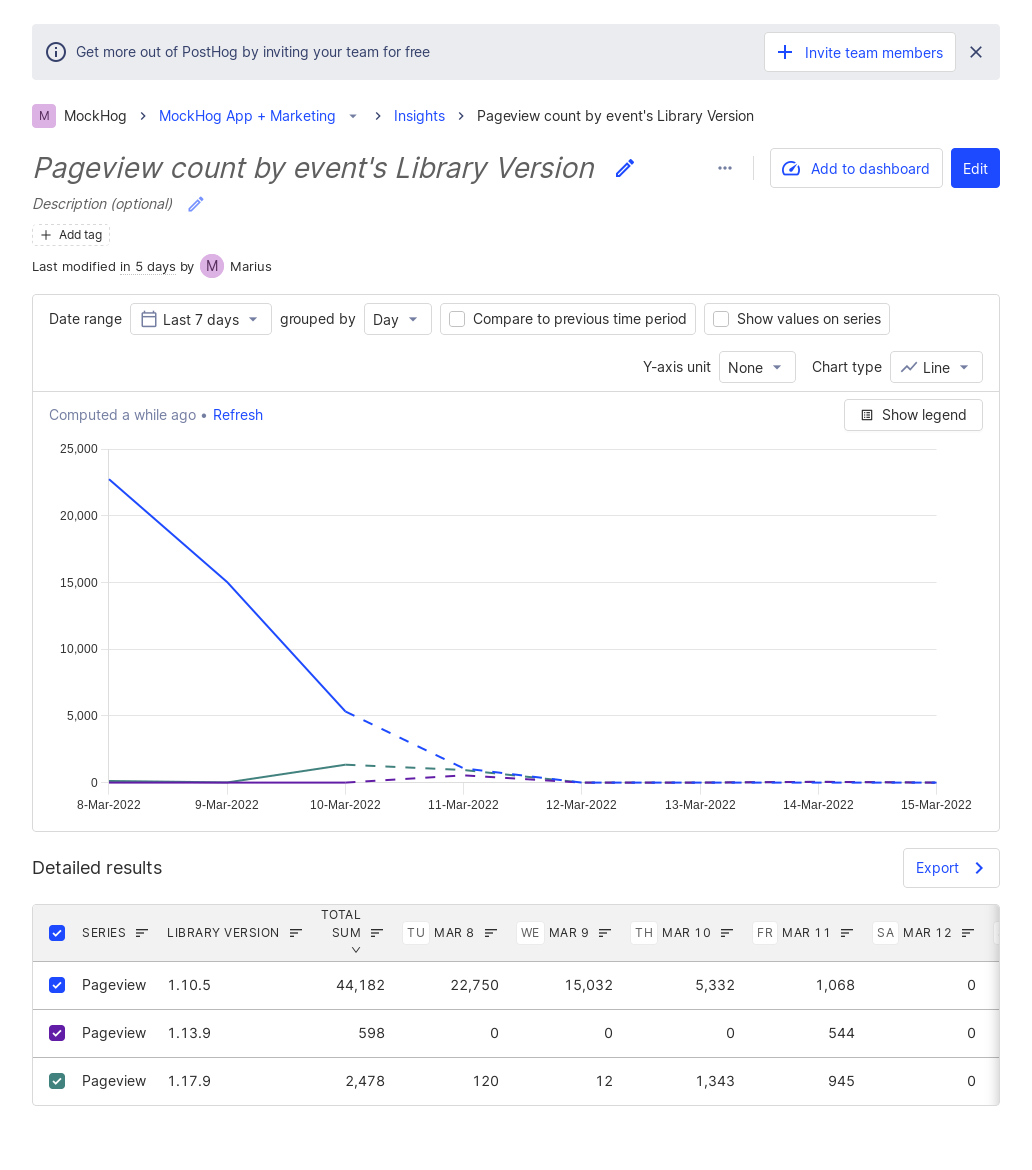 Get more out of PostHog by inviting your team for free
Invite team members
M MockHog MockHog App + Marketing Insights Pageview count by event's Library Version
Pageview count by event's Library Version
Add to dashboard
Edit
Description (optional)
Add tag
Last modified in 5 days by M Marius
Date range Last 7 days grouped by Day Compare to previous time period Show values on series
Y-axis unit None Chart type Line
Computed a while ago • Refresh
Show legend
25,000
20,000
15,000
10,000
5,000
0
8-Mar-2022 9-Mar-2022 10-Mar-2022 11-Mar-2022 12-Mar-2022 13-Mar-2022 14-Mar-2022 15-Mar-2022
Detailed results
Export
SERIES LIBRARY VERSION TOTAL SUM TU MAR 8 WE MAR 9 TH MAR 10 FR MAR 11 SA MAR 12
Pageview 1.10.5 44,182 22,750 15,032 5,332 1,068 0
Pageview 1.13.9 598 0 0 0 544 0
Pageview 1.17.9 2,478 120 12 1,343 945 0